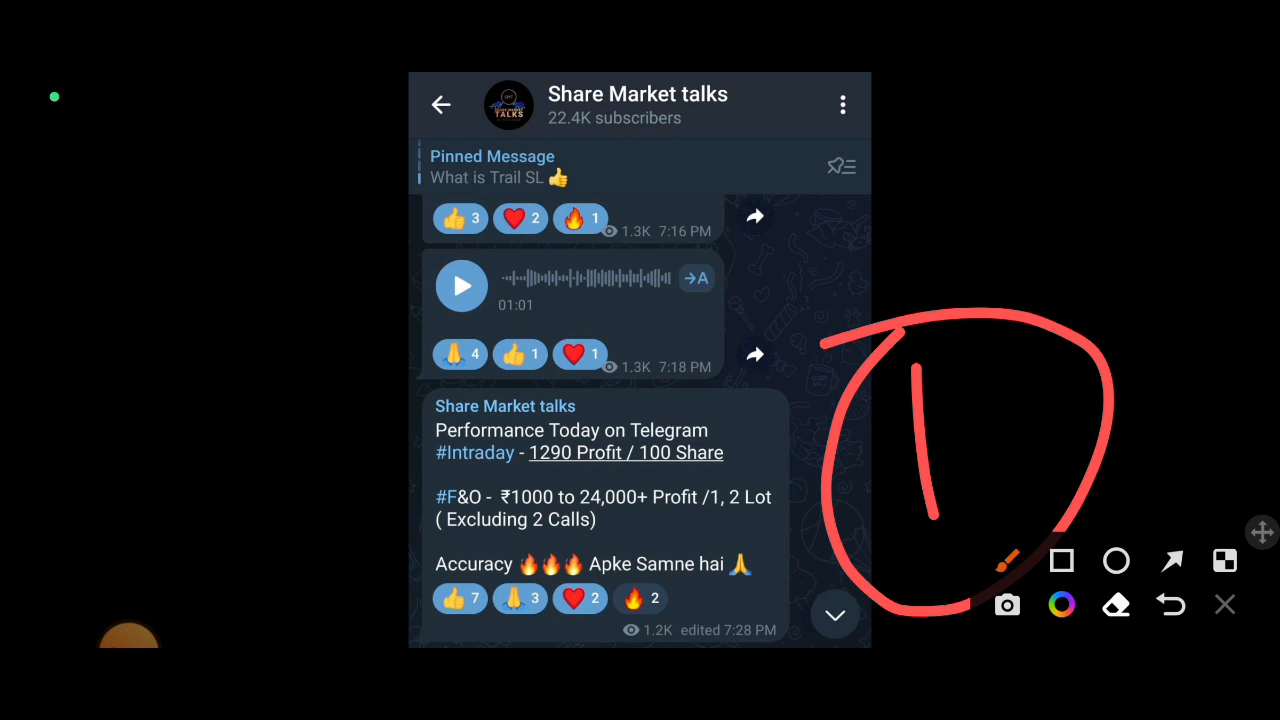 Share Market talks
22.4K subscribers
Pinned Message
What is Trail SL 👍
👍 3 ❤️ 2 🔥 1
1.3K 7:16 PM
→A
01:01
🙏 4 👍 1 ❤️ 1
1.3K 7:18 PM
Share Market talks
Performance Today on Telegram
#Intraday - 1290 Profit / 100 Share
#F&O - ₹1000 to 24,000+ Profit /1, 2 Lot
( Excluding 2 Calls)
Accuracy 🔥🔥🔥 Apke Samne hai 🙏
👍 7 🙏 3 ❤️ 2 🔥 2
1.2K edited 7:28 PM
1